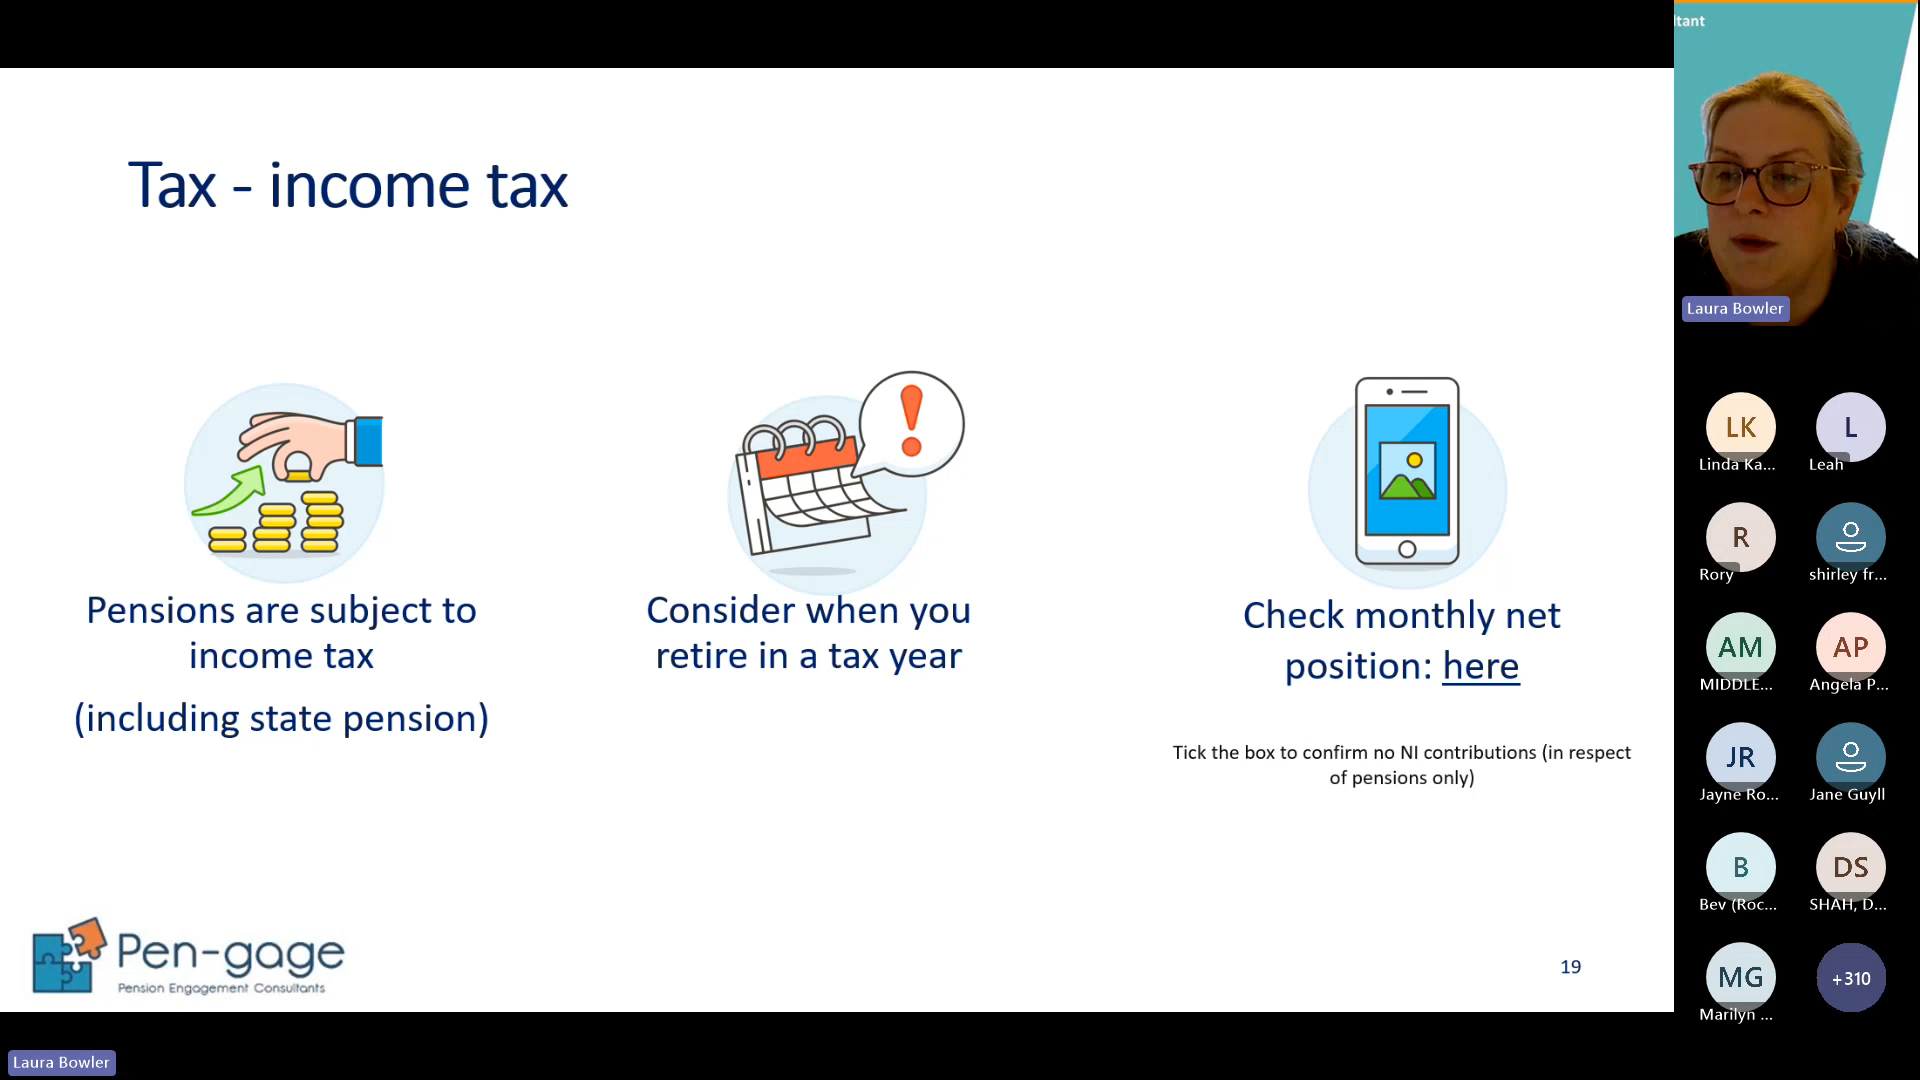 ltant
Tax - income tax
Pensions are subject to
income tax
(including state pension)
Consider when you
retire in a tax year
Check monthly net
position: here
Tick the box to confirm no NI contributions (in respect
of pensions only)
Pen-gage
Pension Engagement Consultants
19
Laura Bowler
LK
Linda Ka...
L
Leah
R
Rory
shirley fr...
AM
MIDDLE...
AP
Angela P...
JR
Jayne Ro...
Jane Guyll
B
Bev (Roc...
DS
SHAH, D...
MG
Marilyn ...
+310
Laura Bowler